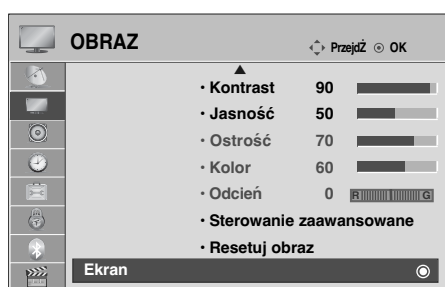 OBRAZ
PrzejdŹ OK
• Kontrast 90
• Jasność 50
• Ostrość 70
• Kolor 60
• Odcień 0 R G
• Sterowanie zaawansowane
• Resetuj obraz
Ekran